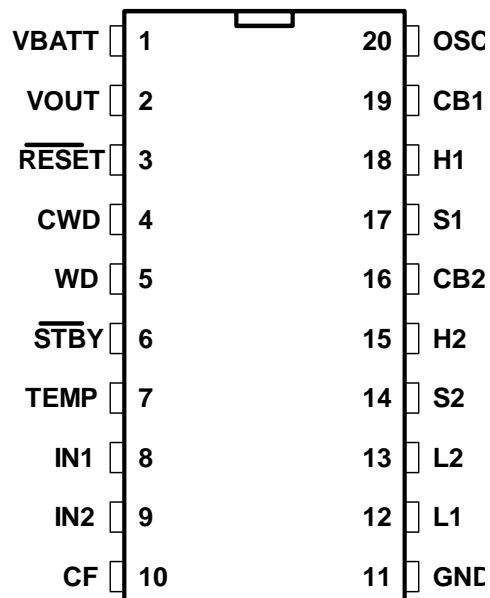 VBATT 1 20 OSC
VOUT 2 19 CB1
RESET 3 18 H1
CWD 4 17 S1
WD 5 16 CB2
STBY 6 15 H2
TEMP 7 14 S2
IN1 8 13 L2
IN2 9 12 L1
CF 10 11 GND